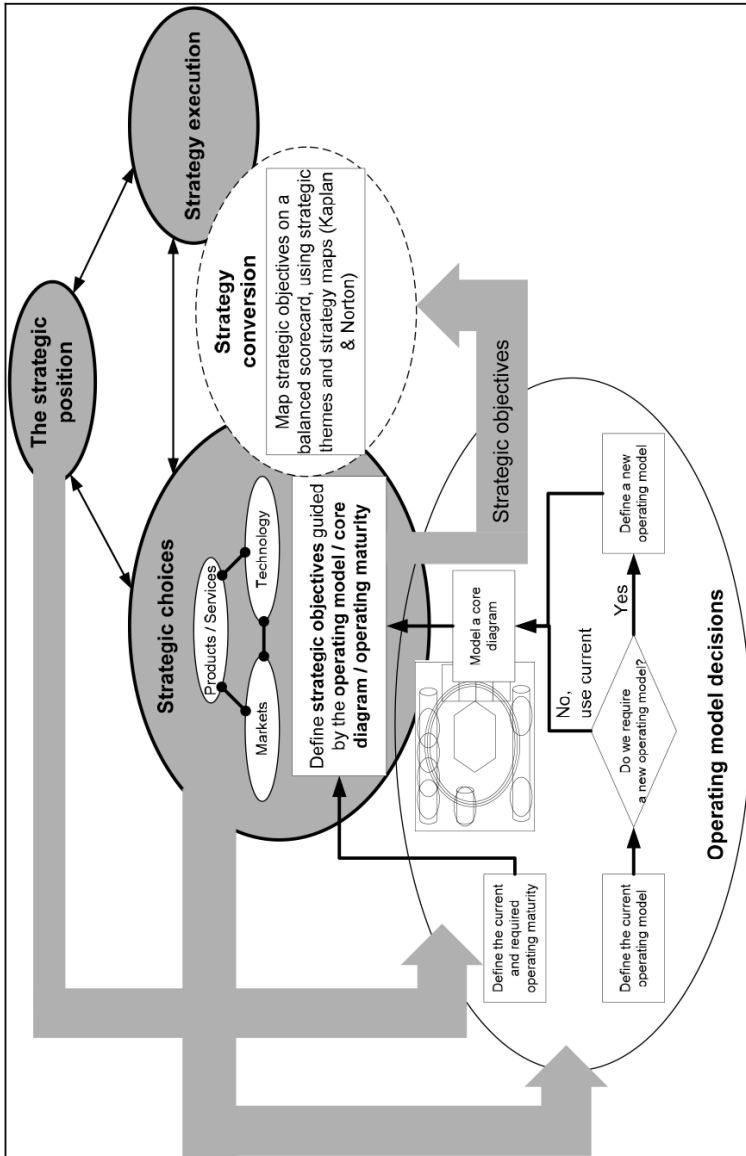 The strategic
position
Strategy execution
Strategic choices
Products / Services
Markets
Technology
Define strategic objectives guided
by the operating model / core
diagram / operating maturity
Strategy
conversion
Map strategic objectives on a
balanced scorecard, using strategic
themes and strategy maps (Kaplan
& Norton)
Strategic objectives
Define the current
and required
operating maturity
Model a core
diagram
No,
use current
Define the current
operating model
Do we require
a new operating model?
Yes
Define a new
operating model
Operating model decisions